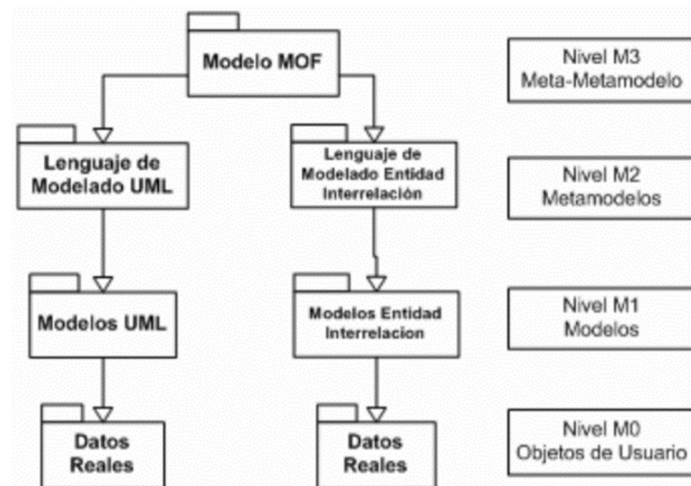 Modelo MOF
Nivel M3
Meta-Metamodelo
Lenguaje de
Modelado UML
Lenguaje de
Modelado Entidad
Interrelación
Nivel M2
Metamodelos
Modelos UML
Modelos Entidad
Interrelacion
Nivel M1
Modelos
Datos
Reales
Datos
Reales
Nivel M0
Objetos de Usuario